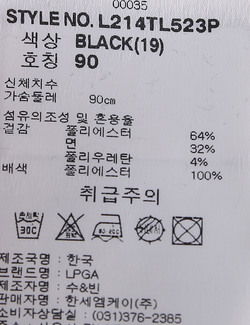 00035
STYLE NO. L214TL523P
색상 BLACK(19)
호칭 90
신체치수
가슴둘레 90cm
섬유의조성 및 혼용율
겉감 폴리에스터 64%
면 32%
폴리우레탄 4%
배색 폴리에스터 100%
취급주의
30C
제조국명 : 한국
브랜드명 : LPGA
제조자명 : 수&빈
판매자명 : 한세엠케이(주)
소비자상담실 : (031)376-2385